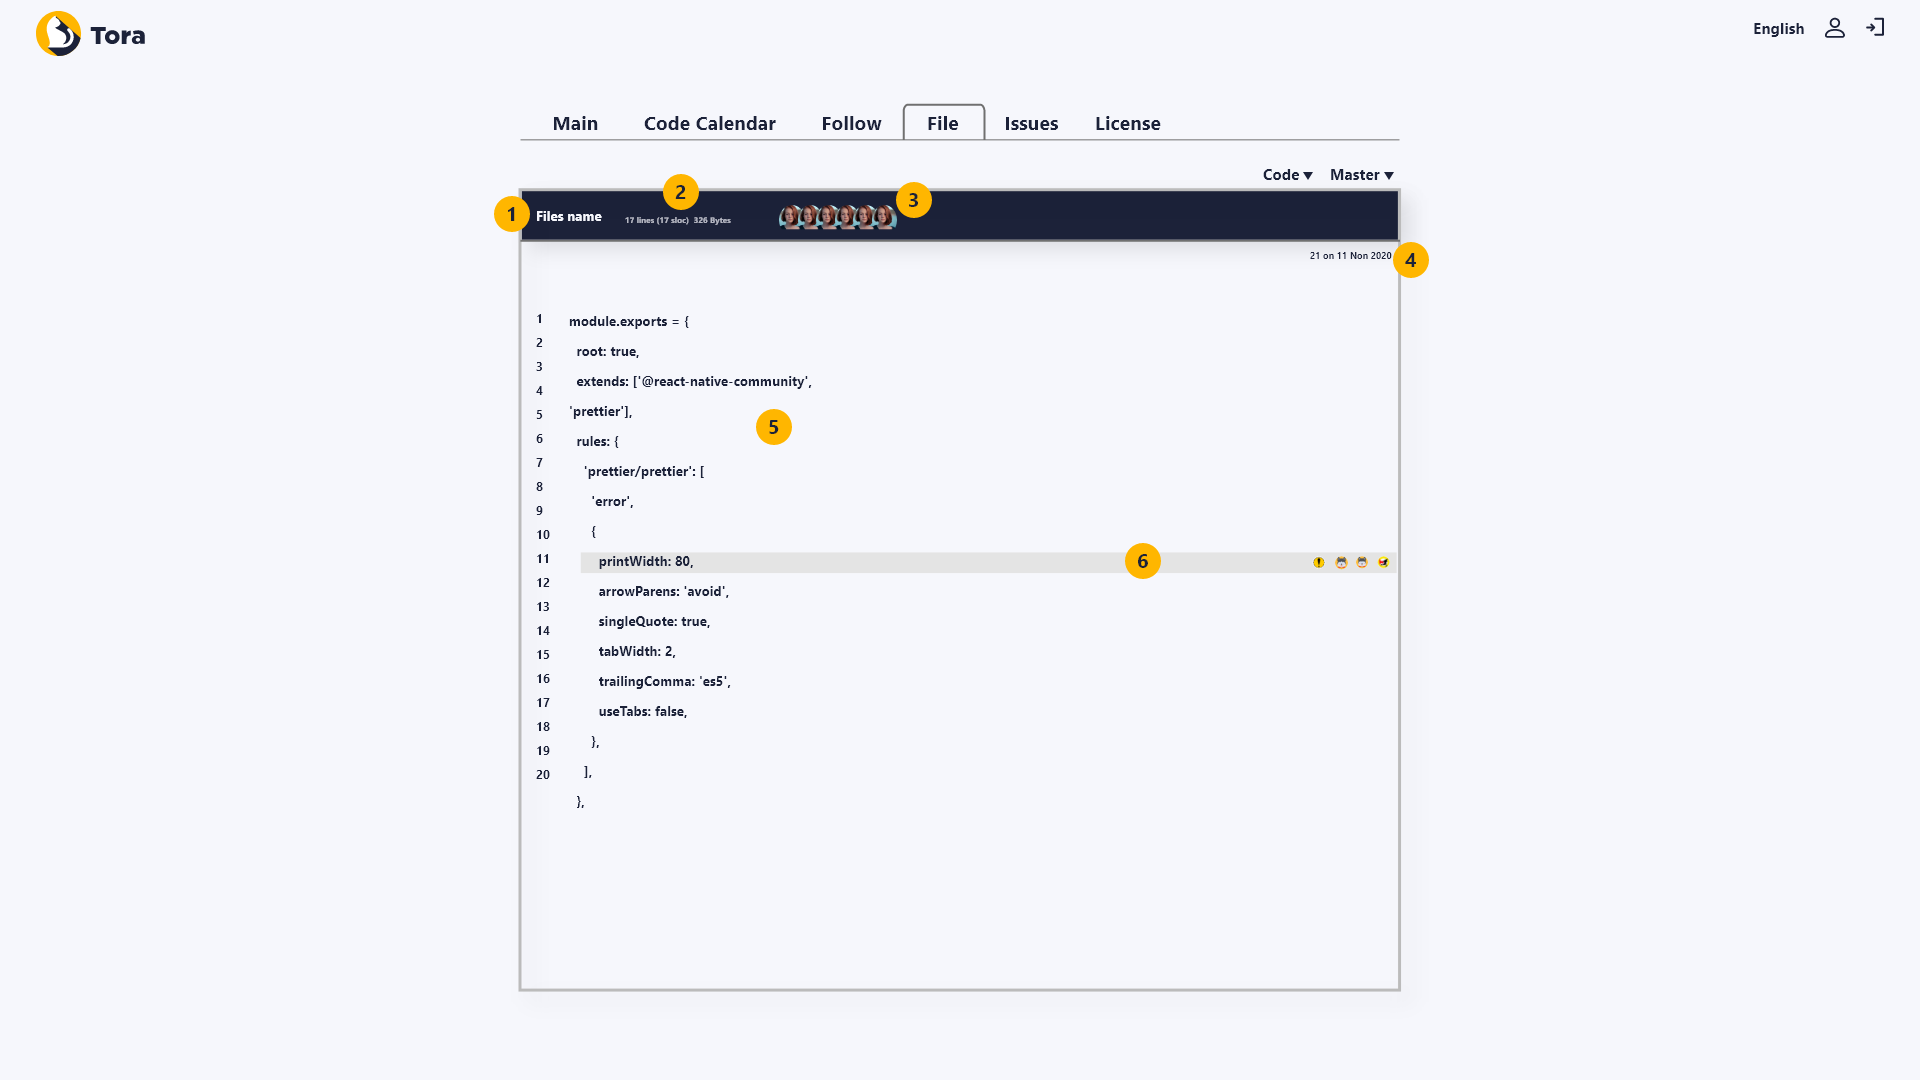 Tora
English
Main Code Calendar Follow File Issues License
Code Master
1 Files name 2 17 lines (17 sloc) 326 Bytes 3
21 on 11 Non 2020 4
1 module.exports = {
2 root: true,
3 extends: ['@react-native-community',
4 'prettier'],
5 rules: {
5
6 'prettier/prettier': [
7 'error',
8 {
9 printWidth: 80, 6
10 arrowParens: 'avoid',
11 singleQuote: true,
12 tabWidth: 2,
13 trailingComma: 'es5',
14 useTabs: false,
15 },
16 ],
17 },
18
19
20